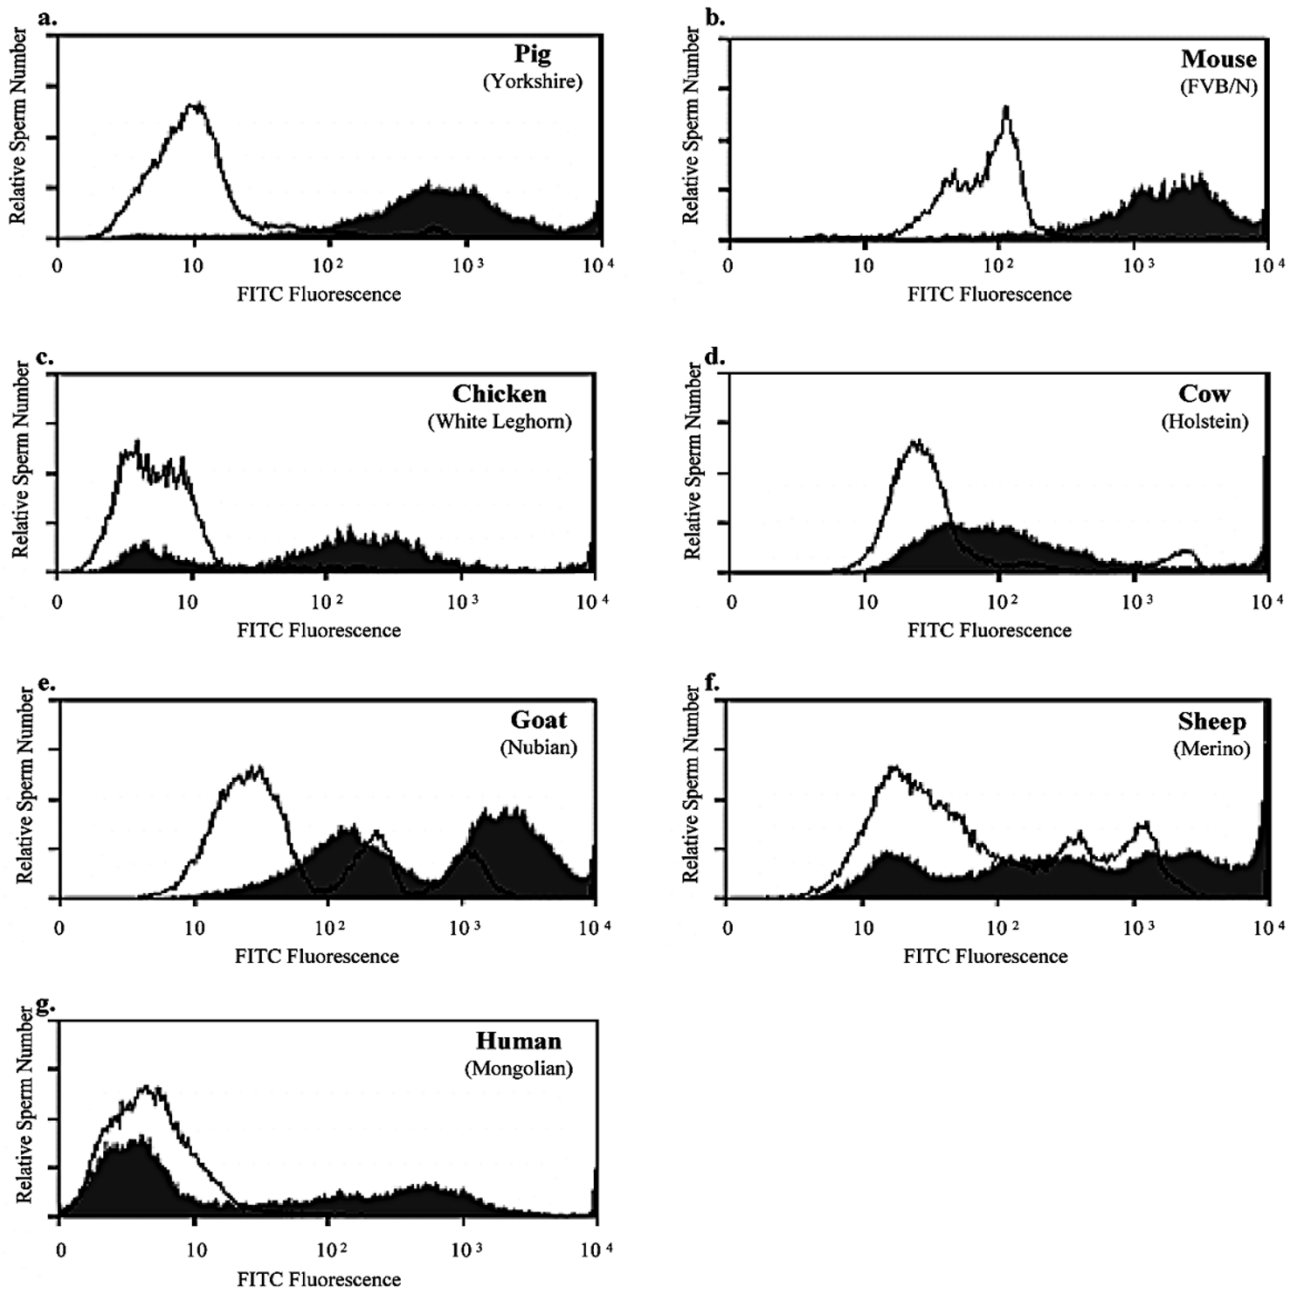 a.
Relative Sperm Number
Pig
(Yorkshire)
0 10 10² 10³ 10⁴
FITC Fluorescence
b.
Relative Sperm Number
Mouse
(FVB/N)
0 10 10² 10³ 10⁴
FITC Fluorescence
c.
Relative Sperm Number
Chicken
(White Leghorn)
0 10 10² 10³ 10⁴
FITC Fluorescence
d.
Relative Sperm Number
Cow
(Holstein)
0 10 10² 10³ 10⁴
FITC Fluorescence
e.
Relative Sperm Number
Goat
(Nubian)
0 10 10² 10³ 10⁴
FITC Fluorescence
f.
Relative Sperm Number
Sheep
(Merino)
0 10 10² 10³ 10⁴
FITC Fluorescence
g.
Relative Sperm Number
Human
(Mongolian)
0 10 10² 10³ 10⁴
FITC Fluorescence